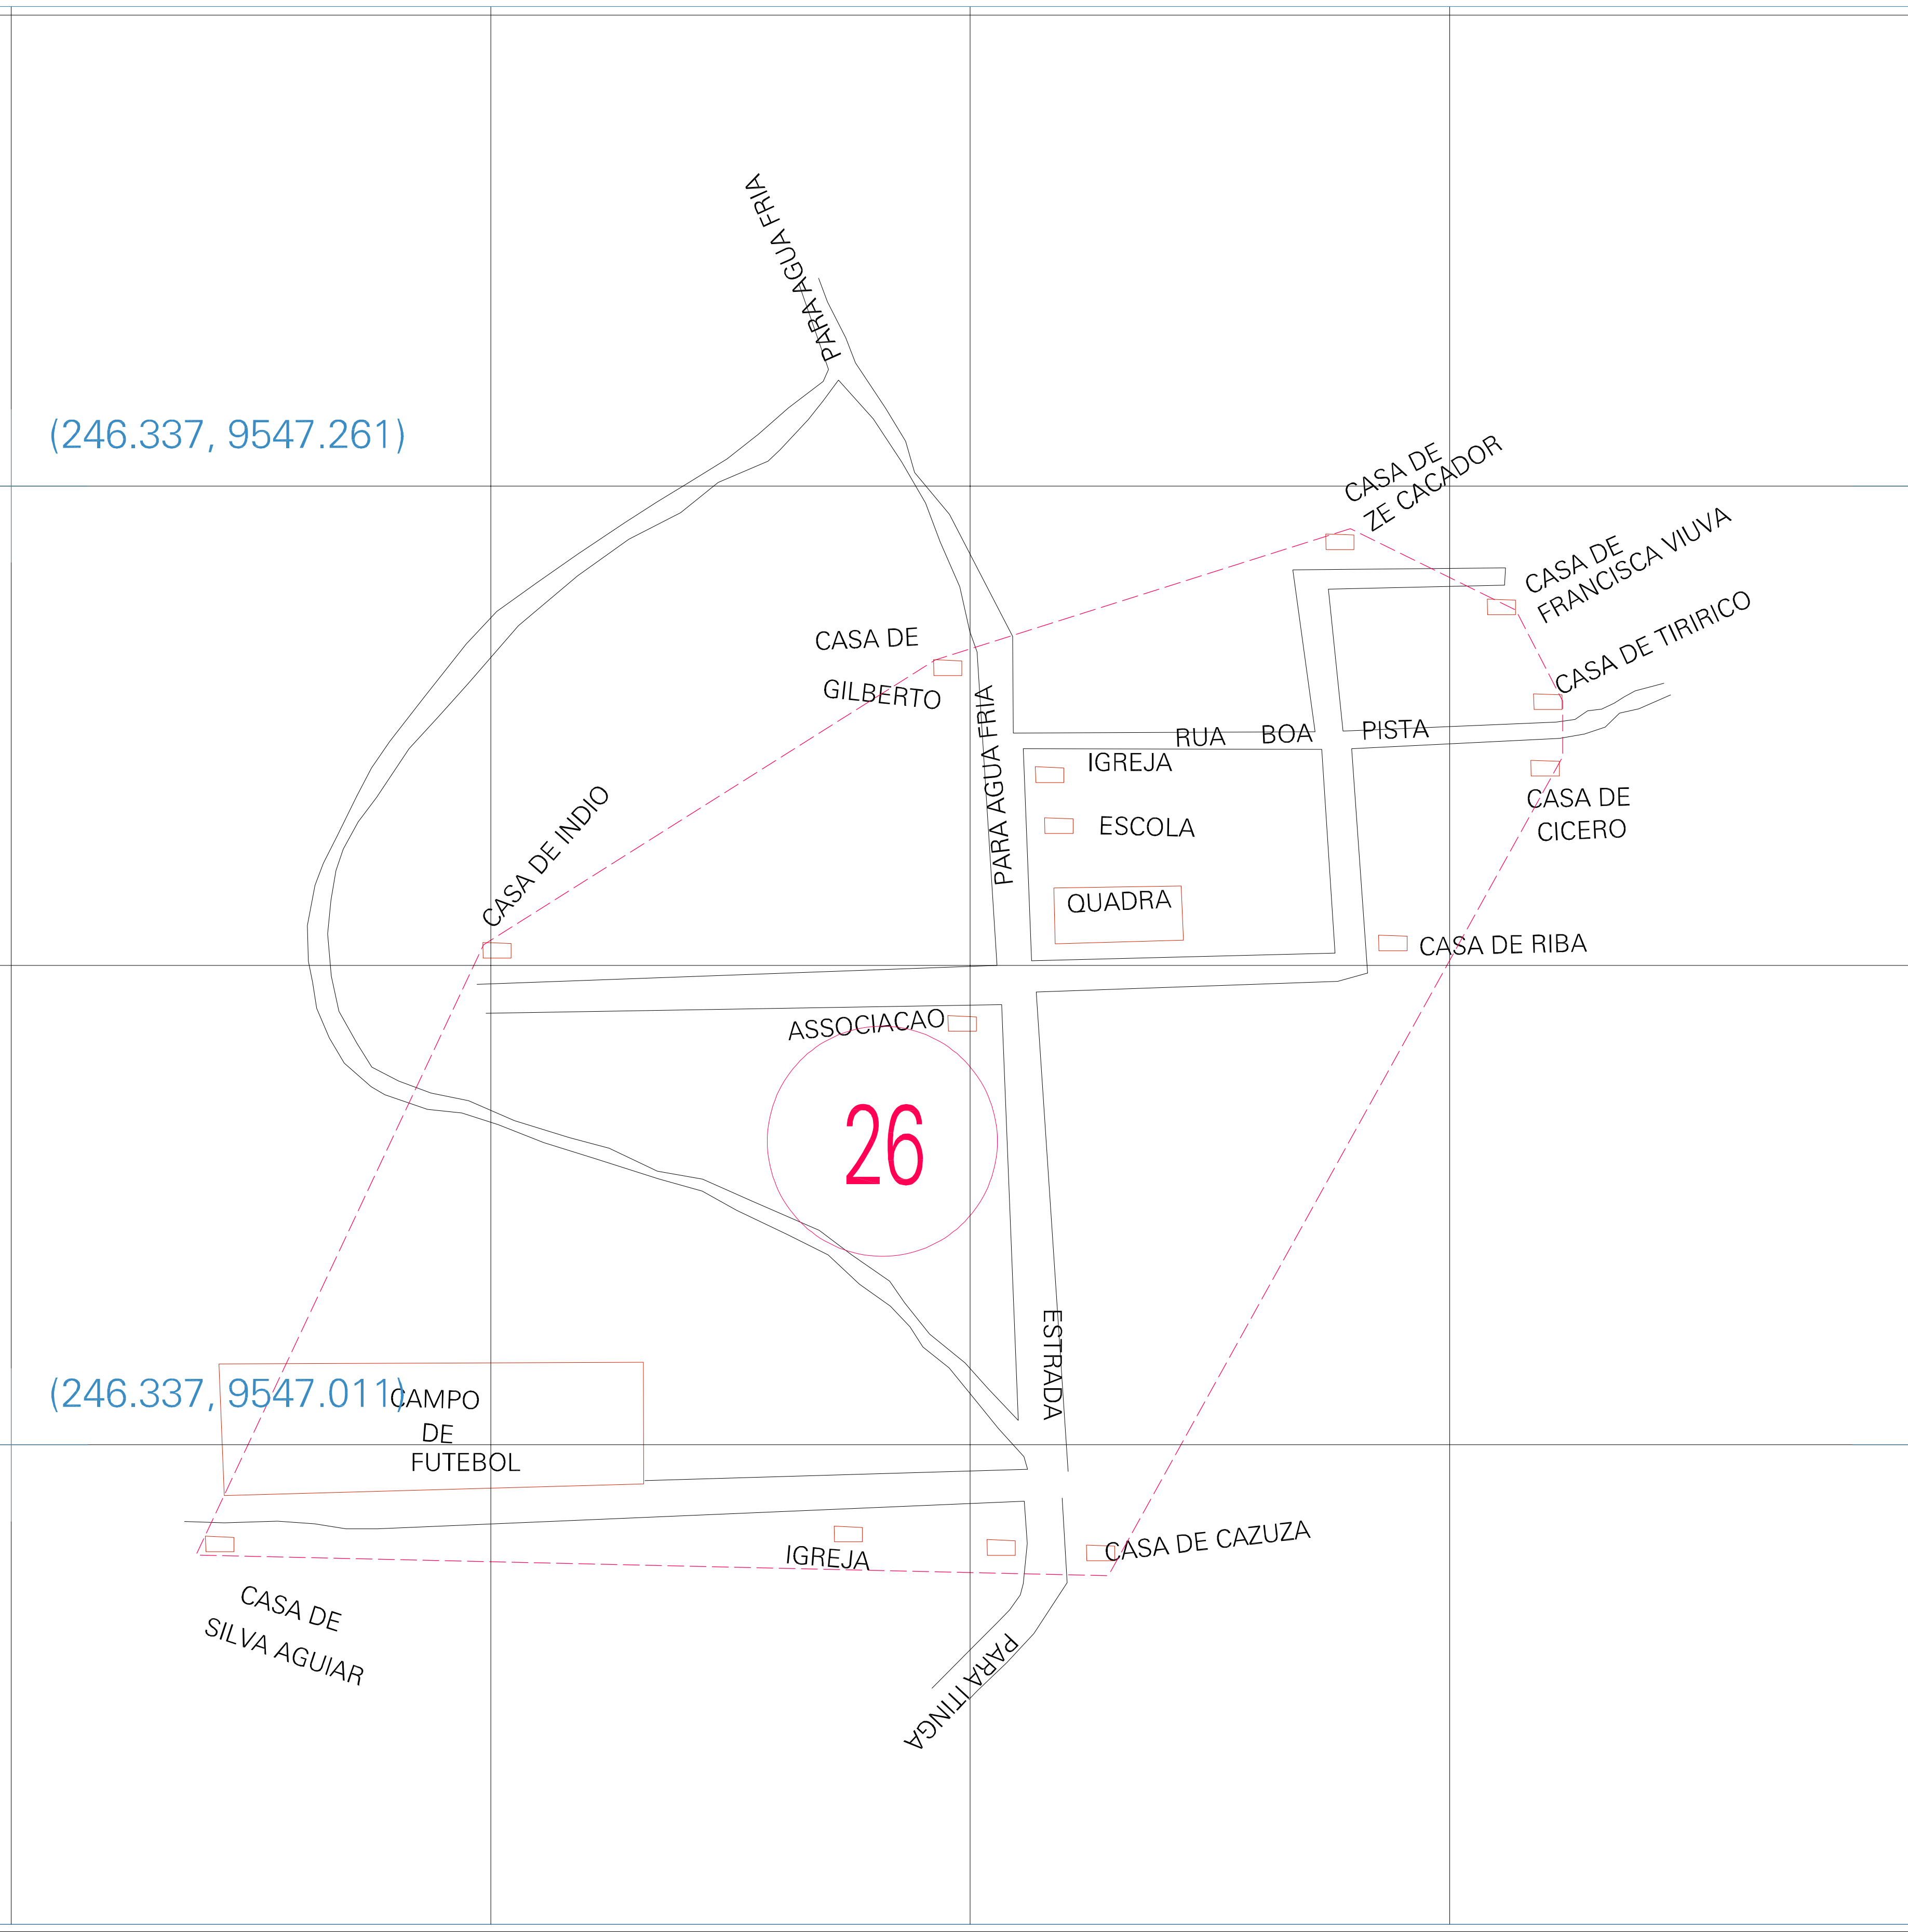 PARA AGUA FRIA
(246.337, 9547.261)
CASA DE
ZE CACADOR
CASA DE
FRANCISCA VIUVA
CASA DE TIRIRICO
CASA DE
GILBERTO
PARA AGUA FRIA
RUA BOA PISTA
IGREJA
ESCOLA
QUADRA
CASA DE
CICERO
CASA DE INDIO
CASA DE RIBA
ASSOCIACAO
26
ESTRADA
(246.337, 9547.011)
CAMPO
DE
FUTEBOL
IGREJA
CASA DE CAZUZA
CASA DE
SILVA AGUIAR
PARA ITINGA